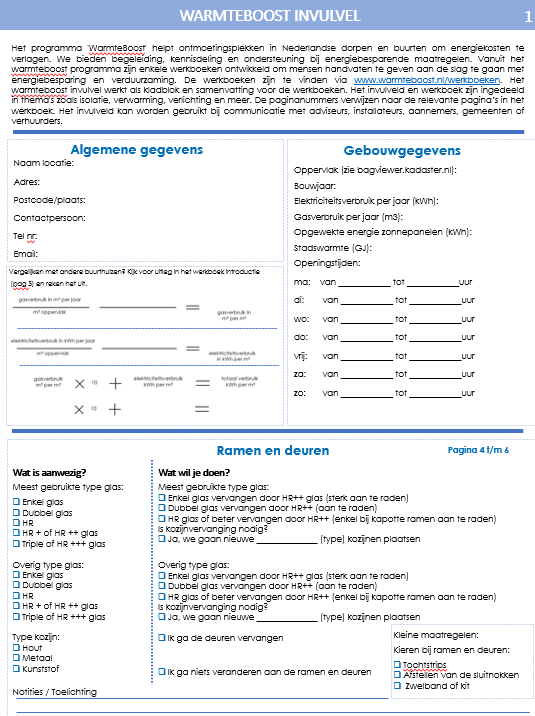 WARMTEBOOST INVULVEL
1
Het programma 'WarmteBoost' helpt ontmoetingsplekken in Nederlandse dorpen en buurten om energiekosten te
verlagen. We bieden begeleiding, kennisdeling en ondersteuning bij energiebesparende maatregelen. Vanuit het
warmteboost programma zijn enkele werkboeken ontwikkeld om mensen handvaten te geven aan de slag te gaan met
energiebesparing en verduurzaming. De werkboeken zijn te vinden via www.warmteboost.nl/werkboeken. Het
warmteboost invulvel werkt als kladblok en samenvatting voor de werkboeken. Het invulveld en werkboek zijn ingedeeld
in thema's zoals isolatie, verwarming, verlichting en meer. De paginanummers verwijzen naar de relevante pagina's in het
werkboek. Het invulveld kan worden gebruikt bij communicatie met adviseurs, installateurs, aannemers, gemeenten of
verhuurders.
Algemene gegevens
Naam locatie:
Adres:
Postcode/plaats:
Contactpersoon:
Tel nr:
Email:
Vergelijken met andere buurthuizen? Kijk voor uitleg in het werkboek introductie
(pag 5) en reken het uit.
gasverbruik in m³ per jaar
m² oppervlak
=
gasverbruik in
m³ per m²
elektriciteitsverbruik in kWh per jaar
m² oppervlak
=
elektriciteitsverbruik
in kWh per m²
gasverbruik
m³ per m²
× 10 +
elektriciteitsverbruik
kWh per m²
=
totaal verbruik
kWh per m²
× 10 + =
Gebouwgegevens
Oppervlak (zie bagviewer.kadaster.nl):
Bouwjaar:
Elektriciteitsverbruik per jaar (kWh):
Gasverbruik per jaar (m3):
Opgewekte energie zonnepanelen (kWh):
Stadswarmte (GJ):
Openingstijden:
ma: van ___________ tot ___________uur
di: van ___________ tot ___________uur
wo: van ___________ tot ___________uur
do: van ___________ tot ___________uur
vrij: van ___________ tot ___________uur
za: van ___________ tot ___________uur
zo: van ___________ tot ___________uur
Ramen en deuren
Pagina 4 t/m 6
Wat is aanwezig?
Meest gebruikte type glas:
❏ Enkel glas
❏ Dubbel glas
❏ HR
❏ HR + of HR ++ glas
❏ Triple of HR +++ glas
Overig type glas:
❏ Enkel glas
❏ Dubbel glas
❏ HR
❏ HR + of HR ++ glas
❏ Triple of HR +++ glas
Type kozijn:
❏ Hout
❏ Metaal
❏ Kunststof
Notities / Toelichting
Wat wil je doen?
Meest gebruikte type glas:
❏ Enkel glas vervangen door HR++ glas (sterk aan te raden)
❏ Dubbel glas vervangen door HR++ (aan te raden)
❏ HR glas of beter vervangen door HR++ (enkel bij kapotte ramen aan te raden)
Is kozijnvervanging nodig?
❏ Ja, we gaan nieuwe _____________ (type) kozijnen plaatsen
Overig type glas:
❏ Enkel glas vervangen door HR++ glas (sterk aan te raden)
❏ Dubbel glas vervangen door HR++ (aan te raden)
❏ HR glas of beter vervangen door HR++ (enkel bij kapotte ramen aan te raden)
Is kozijnvervanging nodig?
❏ Ja, we gaan nieuwe _____________ (type) kozijnen plaatsen
❏ Ik ga de deuren vervangen
❏ Ik ga niets veranderen aan de ramen en deuren
Kleine maatregelen:
Kieren bij ramen en deuren:
❏ Tochtstrips
❏ Afstellen van de sluitnokken
❏ Zwelband of kit